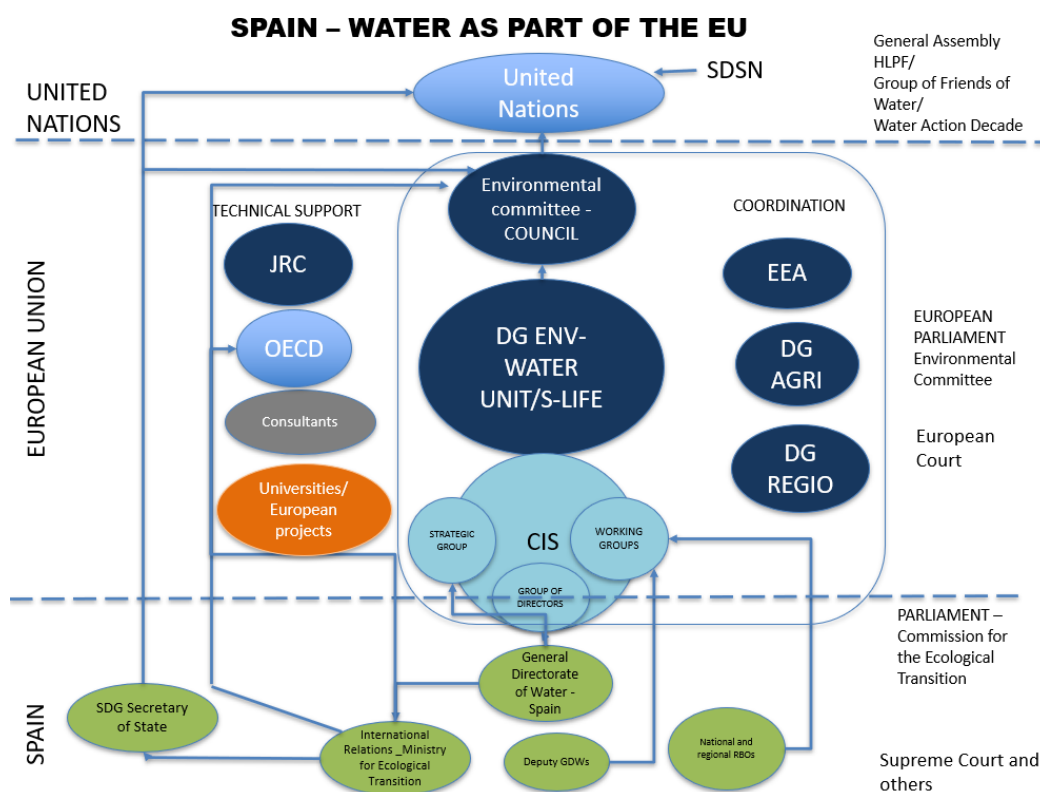 SPAIN – WATER AS PART OF THE EU
General Assembly
HLPF/
Group of Friends of
Water/
Water Action Decade
United
Nations
SDSN
UNITED
NATIONS
EUROPEAN UNION
SPAIN
TECHNICAL SUPPORT
JRC
OECD
Consultants
Universities/
European
projects
Environmental
committee -
COUNCIL
DG ENV-
WATER
UNIT/S-LIFE
CIS
STRATEGIC
GROUP
WORKING
GROUPS
GROUP OF
DIRECTORS
COORDINATION
EEA
DG
AGRI
DG
REGIO
EUROPEAN
PARLIAMENT
Environmental
Committee
European
Court
PARLIAMENT –
Commission for
the Ecological
Transition
General
Directorate
of Water -
Spain
SDG Secretary
of State
International
Relations _Ministry
for Ecological
Transition
Deputy GDWs
National and
regional RBOs
Supreme Court and
others